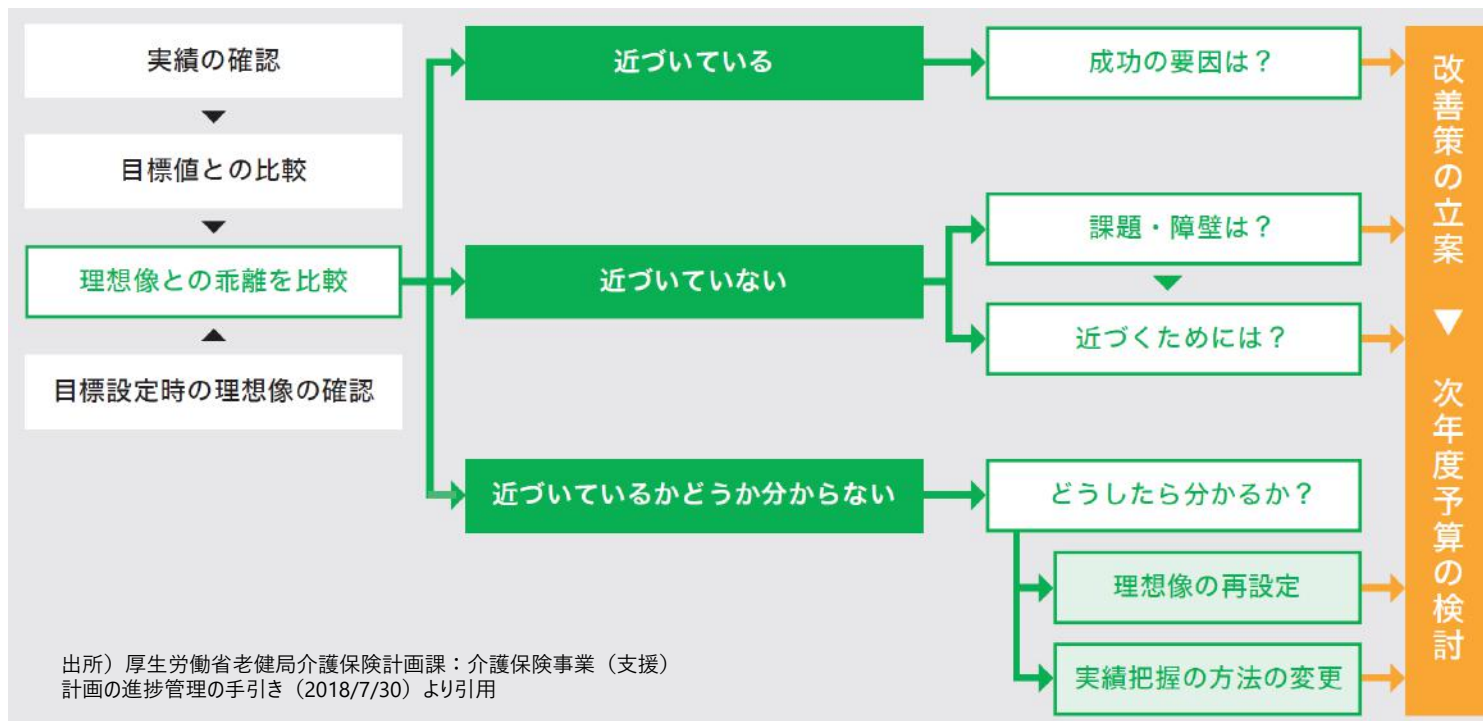 実績の確認
▼
目標値との比較
▼
理想像との乖離を比較
▲
目標設定時の理想像の確認
近づいている
成功の要因は？
近づいていない
課題・障壁は？
▼
近づくためには？
近づいているかどうか分からない
どうしたら分かるか？
理想像の再設定
実績把握の方法の変更
改善策の立案 ▼ 次年度予算の検討
出所）厚生労働省老健局介護保険計画課：介護保険事業（支援）
計画の進捗管理の手引き（2018/7/30）より引用